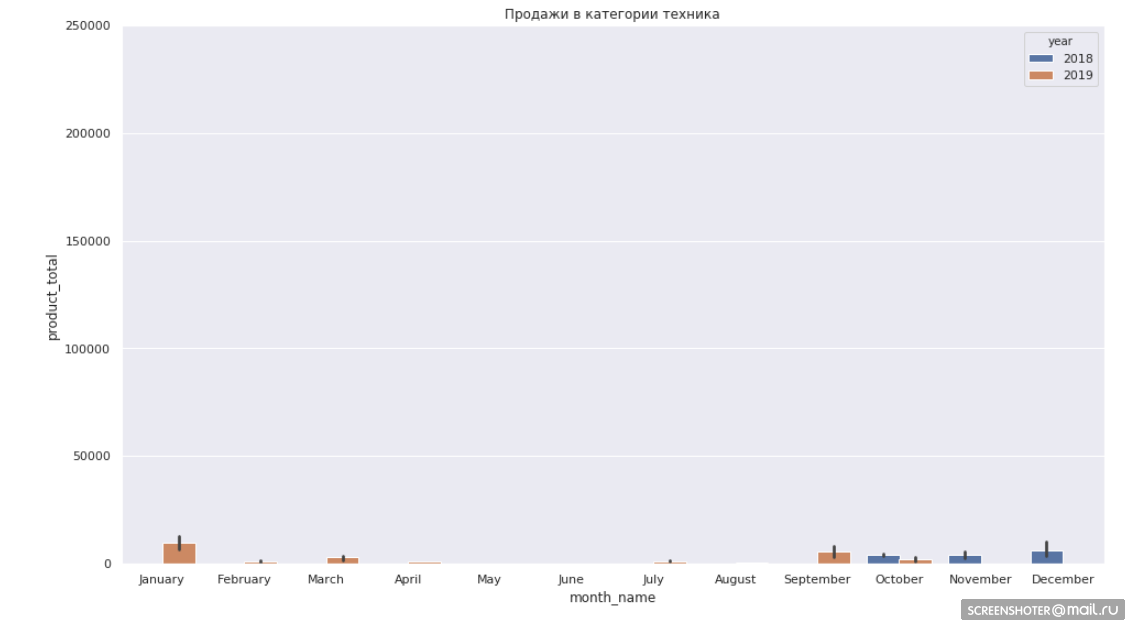 Продажи в категории техника
250000
200000
150000
100000
50000
0
product_total
year
2018
2019
January February March April May June July August September October November December
month_name
SCREENSHOTER@mail.ru